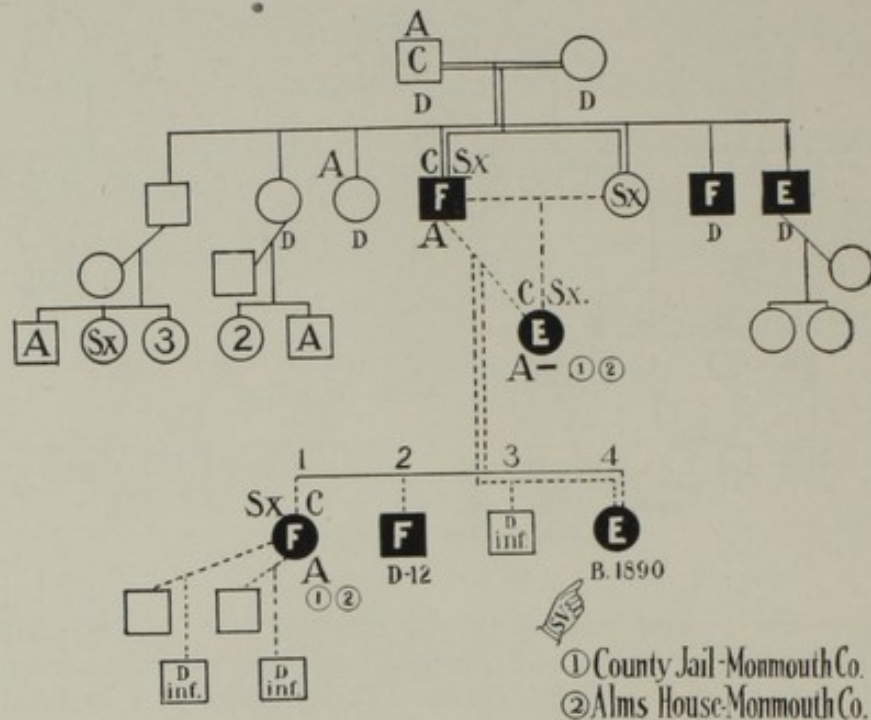 A
C
D
D
A
C Sx
F
Sx
F
E
D
D
A
D
D
A
Sx
3
2
A
C Sx.
E
A- ① ②
1 2 3 4
Sx C
F
F
D
inf.
E
A
D-12
B.1890
① ②
SV
D
inf.
D
inf.
① County Jail-Monmouth Co.
② Alms House-Monmouth Co.